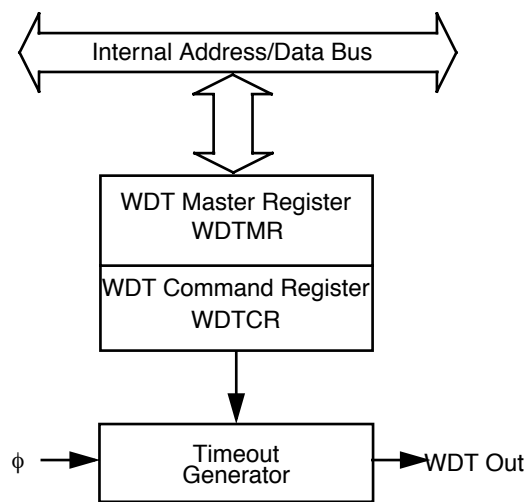 Internal Address/Data Bus
WDT Master Register
WDTMR
WDT Command Register
WDTCR
ϕ
Timeout
Generator
WDT Out